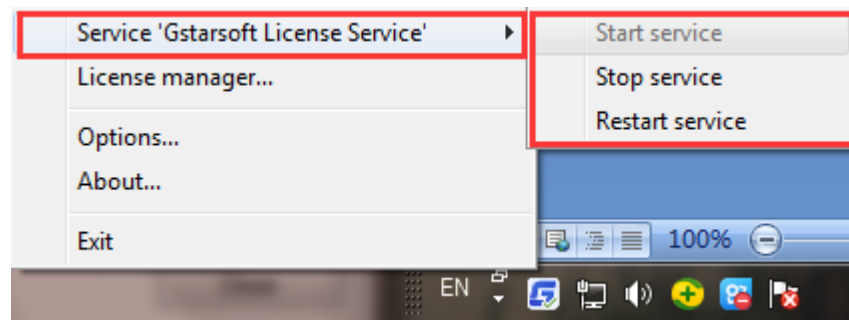 Service 'Gstarsoft License Service'
Start service
Stop service
Restart service
License manager...
Options...
About...
Exit
100%
EN